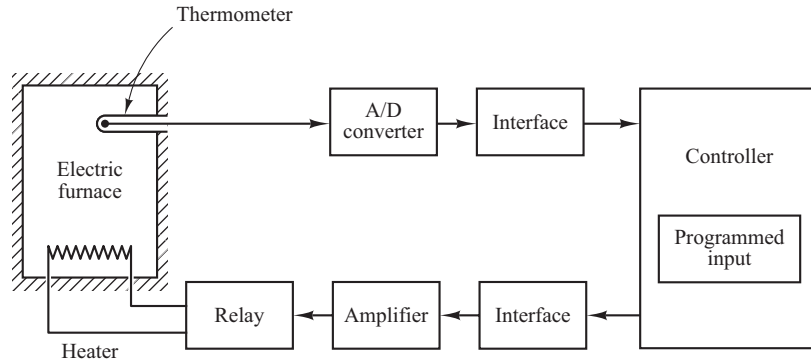 Thermometer
A/D
converter
Interface
Controller
Electric
furnace
Programmed
input
Relay
Amplifier
Interface
Heater